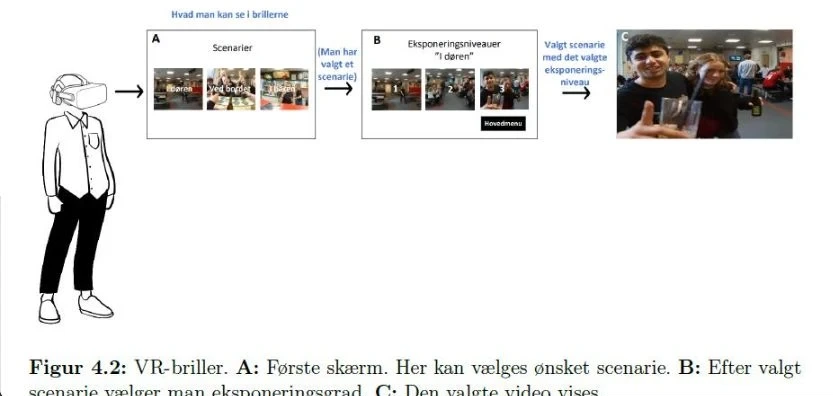 Hvad man kan se i brillerne
A
Scenarier
I døren
Ved bordet
I baren
(Man har
valgt et
scenarie)
B
Eksponeringsniveauer
"I døren"
1
2
3
Hovedmenu
Valgt scenarie
med det valgte
eksponerings-
niveau
C
Figur 4.2: VR-briller. A: Første skærm. Her kan vælges ønsket scenarie. B: Efter valgt
scenarie vælger man eksponeringsgrad. C: Den valgte video vises.